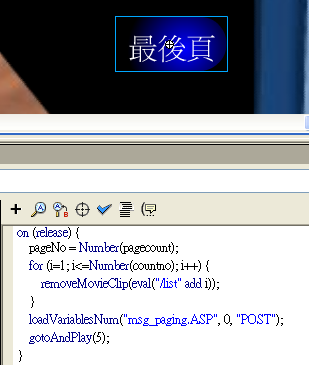 最後頁
on (release) {
pageNo = Number(pagecount);
for (i=1; i<=Number(countno); i++) {
removeMovieClip(eval("/list" add i));
}
loadVariablesNum("msg_paging.ASP", 0, "POST");
gotoAndPlay(5);
}